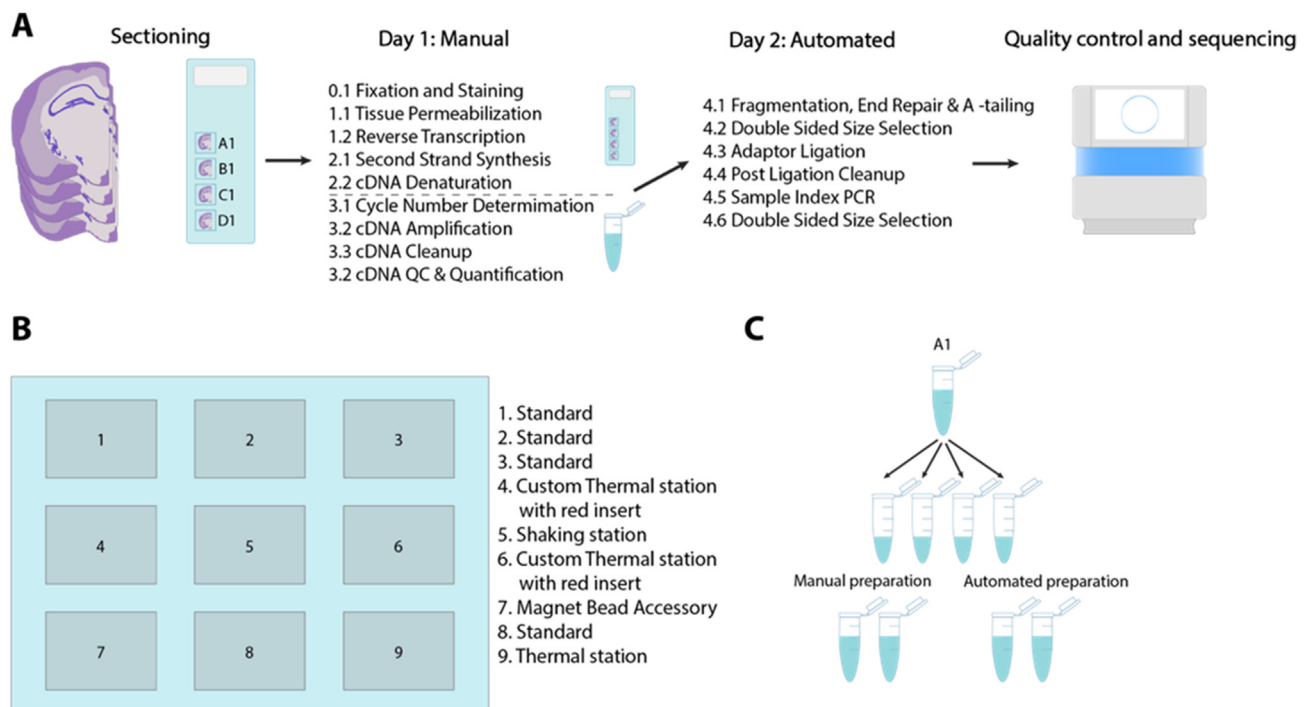 A
Sectioning
Day 1: Manual
Day 2: Automated
Quality control and sequencing
A1
B1
C1
D1
0.1 Fixation and Staining
1.1 Tissue Permeabilization
1.2 Reverse Transcription
2.1 Second Strand Synthesis
2.2 cDNA Denaturation
3.1 Cycle Number Determimation
3.2 cDNA Amplification
3.3 cDNA Cleanup
3.2 cDNA QC & Quantification
4.1 Fragmentation, End Repair & A -tailing
4.2 Double Sided Size Selection
4.3 Adaptor Ligation
4.4 Post Ligation Cleanup
4.5 Sample Index PCR
4.6 Double Sided Size Selection
B
1
2
3
4
5
6
7
8
9
1. Standard
2. Standard
3. Standard
4. Custom Thermal station
with red insert
5. Shaking station
6. Custom Thermal station
with red insert
7. Magnet Bead Accessory
8. Standard
9. Thermal station
C
A1
Manual preparation
Automated preparation